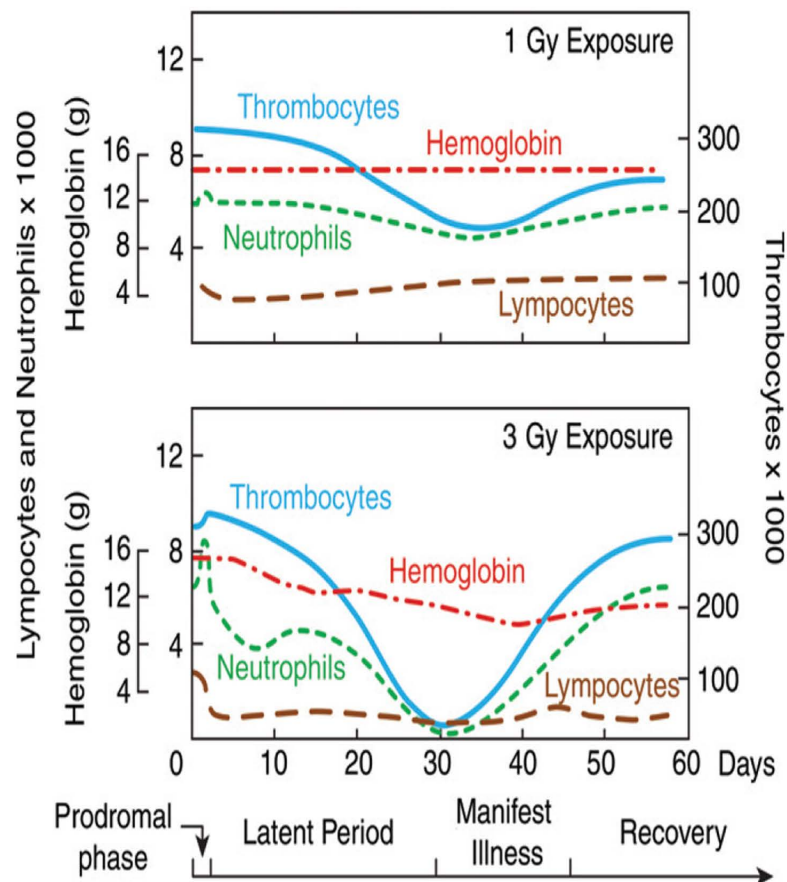 1 Gy Exposure
Lympocytes and Neutrophils x 1000
Hemoglobin (g)
16
12
8
4
12
8
4
Thrombocytes
Hemoglobin
Neutrophils
Lympocytes
300
200
100
Thrombocytes x 1000
3 Gy Exposure
Hemoglobin (g)
16
12
8
4
12
8
4
Thrombocytes
Hemoglobin
Neutrophils
Lympocytes
300
200
100
0 10 20 30 40 50 60 Days
Prodromal
phase
Latent Period
Manifest
Illness
Recovery